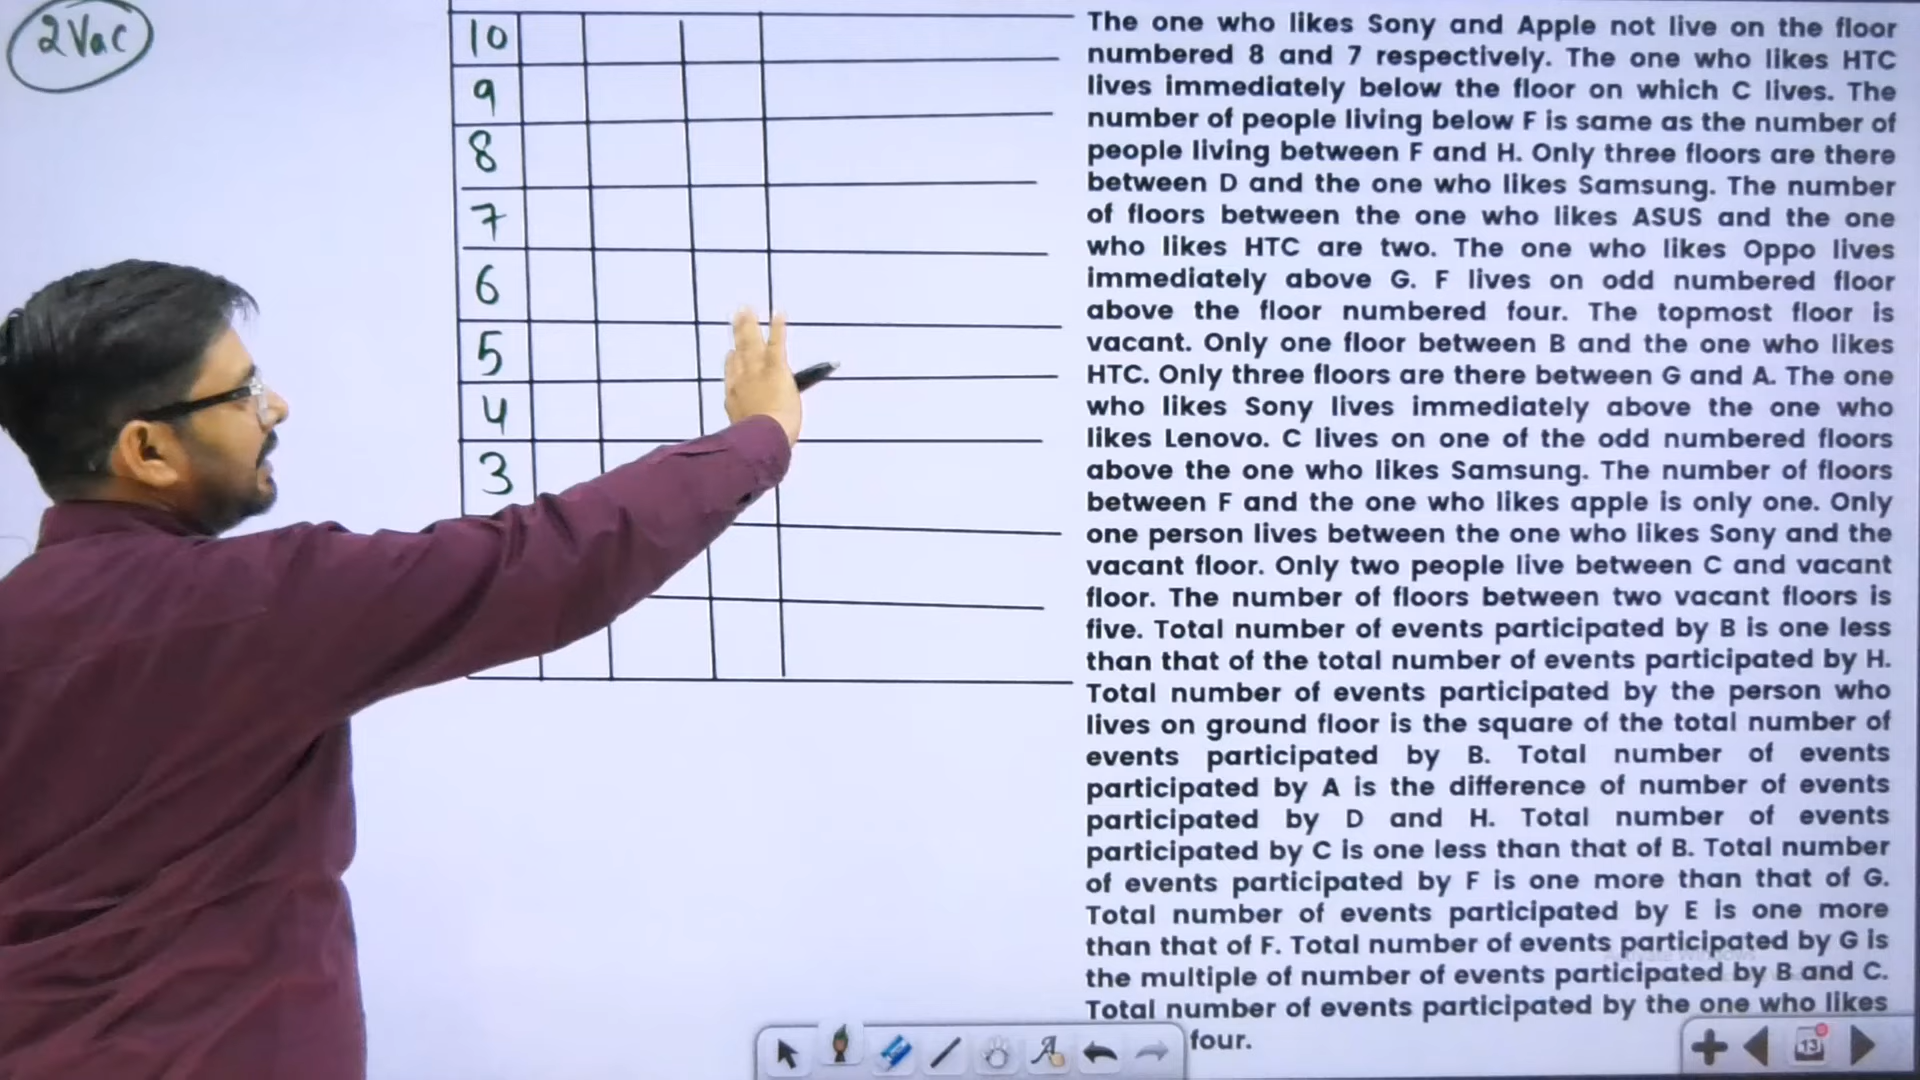 2Vac
10
9
8
7
6
5
4
3
The one who likes Sony and Apple not live on the floor
numbered 8 and 7 respectively. The one who likes HTC
lives immediately below the floor on which C lives. The
number of people living below F is same as the number of
people living between F and H. Only three floors are there
between D and the one who likes Samsung. The number
of floors between the one who likes ASUS and the one
who likes HTC are two. The one who likes Oppo lives
immediately above G. F lives on odd numbered floor
above the floor numbered four. The topmost floor is
vacant. Only one floor between B and the one who likes
HTC. Only three floors are there between G and A. The one
who likes Sony lives immediately above the one who
likes Lenovo. C lives on one of the odd numbered floors
above the one who likes Samsung. The number of floors
between F and the one who likes apple is only one. Only
one person lives between the one who likes Sony and the
vacant floor. Only two people live between C and vacant
floor. The number of floors between two vacant floors is
five. Total number of events participated by B is one less
than that of the total number of events participated by H.
Total number of events participated by the person who
lives on ground floor is the square of the total number of
events participated by B. Total number of events
participated by A is the difference of number of events
participated by D and H. Total number of events
participated by C is one less than that of B. Total number
of events participated by F is one more than that of G.
Total number of events participated by E is one more
than that of F. Total number of events participated by G is
the multiple of number of events participated by B and C.
Total number of events participated by the one who likes
four.
13